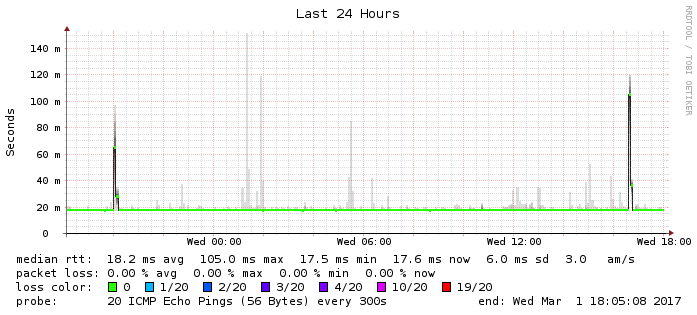 Last 24 Hours
RRDTOOL / TOBI OETIKER
Seconds
140 m
120 m
100 m
80 m
60 m
40 m
20 m
0
Wed 00:00 Wed 06:00 Wed 12:00 Wed 18:00
median rtt: 18.2 ms avg 105.0 ms max 17.5 ms min 17.6 ms now 6.0 ms sd 3.0 am/s
packet loss: 0.00 % avg 0.00 % max 0.00 % min 0.00 % now
loss color: 0 1/20 2/20 3/20 4/20 10/20 19/20
probe: 20 ICMP Echo Pings (56 Bytes) every 300s end: Wed Mar 1 18:05:08 2017